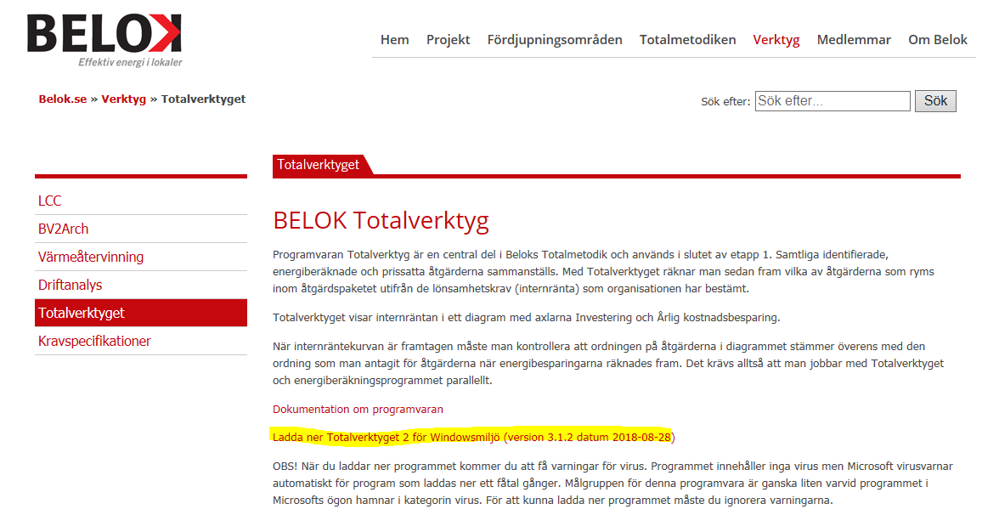 BELOK
Effektiv energi i lokaler
Hem Projekt Fördjupningsområden Totalmetodiken Verktyg Medlemmar Om Belok
Belok.se » Verktyg » Totalverktyget
Sök efter: Sök efter... Sök
LCC
BV2Arch
Värmeåtervinning
Driftanalys
Totalverktyget
Kravspecifikationer
Totalverktyget
BELOK Totalverktyg
Programvaran Totalverktyg är en central del i Beloks Totalmetodik och används i slutet av etapp 1. Samtliga identifierade,
energiberäknade och prissatta åtgärderna sammanställs. Med Totalverktyget räknar man sedan fram vilka av åtgärderna som ryms
inom åtgärdspaketet utifrån de lönsamhetskrav (internränta) som organisationen har bestämt.
Totalverktyget visar internräntan i ett diagram med axlarna Investering och Årlig kostnadsbesparing.
När internräntekurvan är framtagen måste man kontrollera att ordningen på åtgärderna i diagrammet stämmer överens med den
ordning som man antagit för åtgärderna när energibesparingarna räknades fram. Det krävs alltså att man jobbar med Totalverktyget
och energiberäkningsprogrammet parallellt.
Dokumentation om programvaran
Ladda ner Totalverktyget 2 för Windowsmiljö (version 3.1.2 datum 2018-08-28)
OBS! När du laddar ner programmet kommer du att få varningar för virus. Programmet innehåller inga virus men Microsoft virusvarnar
automatiskt för program som laddas ner ett fåtal gånger. Målgruppen för denna programvara är ganska liten varvid programmet i
Microsofts ögon hamnar i kategorin virus. För att kunna ladda ner programmet måste du ignorera varningarna.